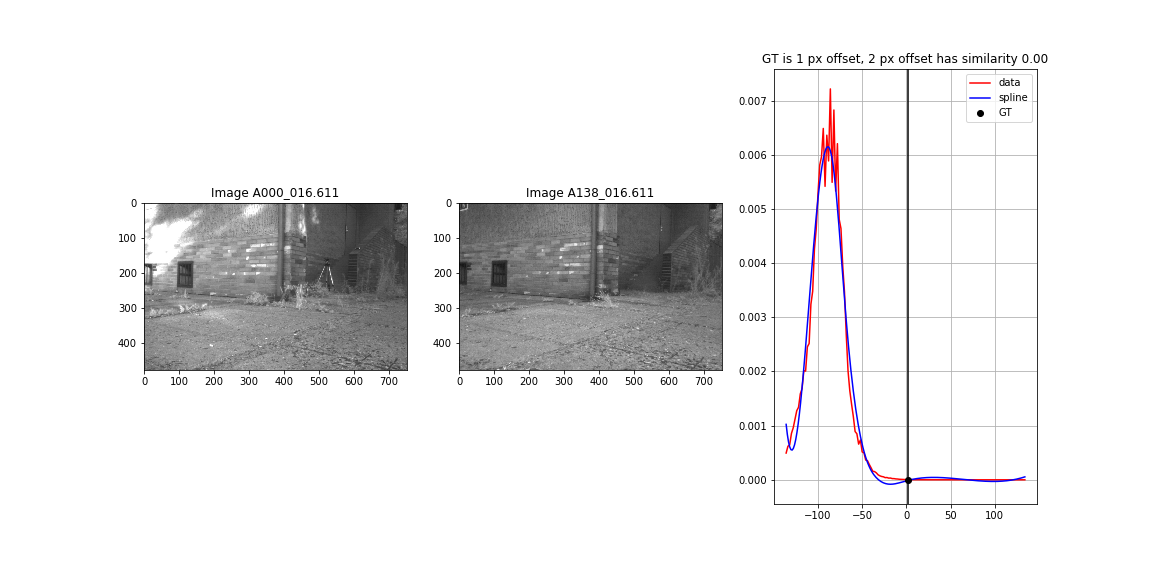 Image A000_016.611
0
100
200
300
400
0 100 200 300 400 500 600 700
Image A138_016.611
0
100
200
300
400
0 100 200 300 400 500 600 700
GT is 1 px offset, 2 px offset has similarity 0.00
data
spline
GT
0.007
0.006
0.005
0.004
0.003
0.002
0.001
0.000
−100 −50 0 50 100